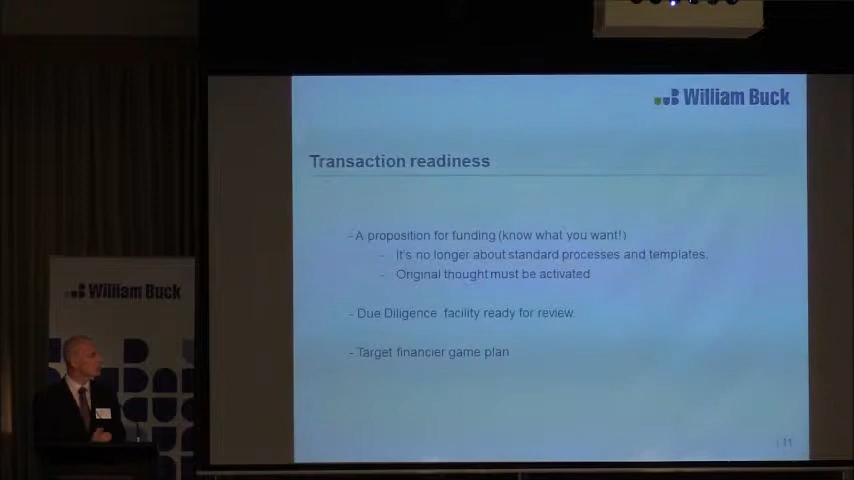 William Buck
Transaction readiness
- A proposition for funding (know what you want!)
- It's no longer about standard processes and templates.
- Original thought must be activated
- Due Diligence facility ready for review.
- Target financier game plan
| 11
William Buck